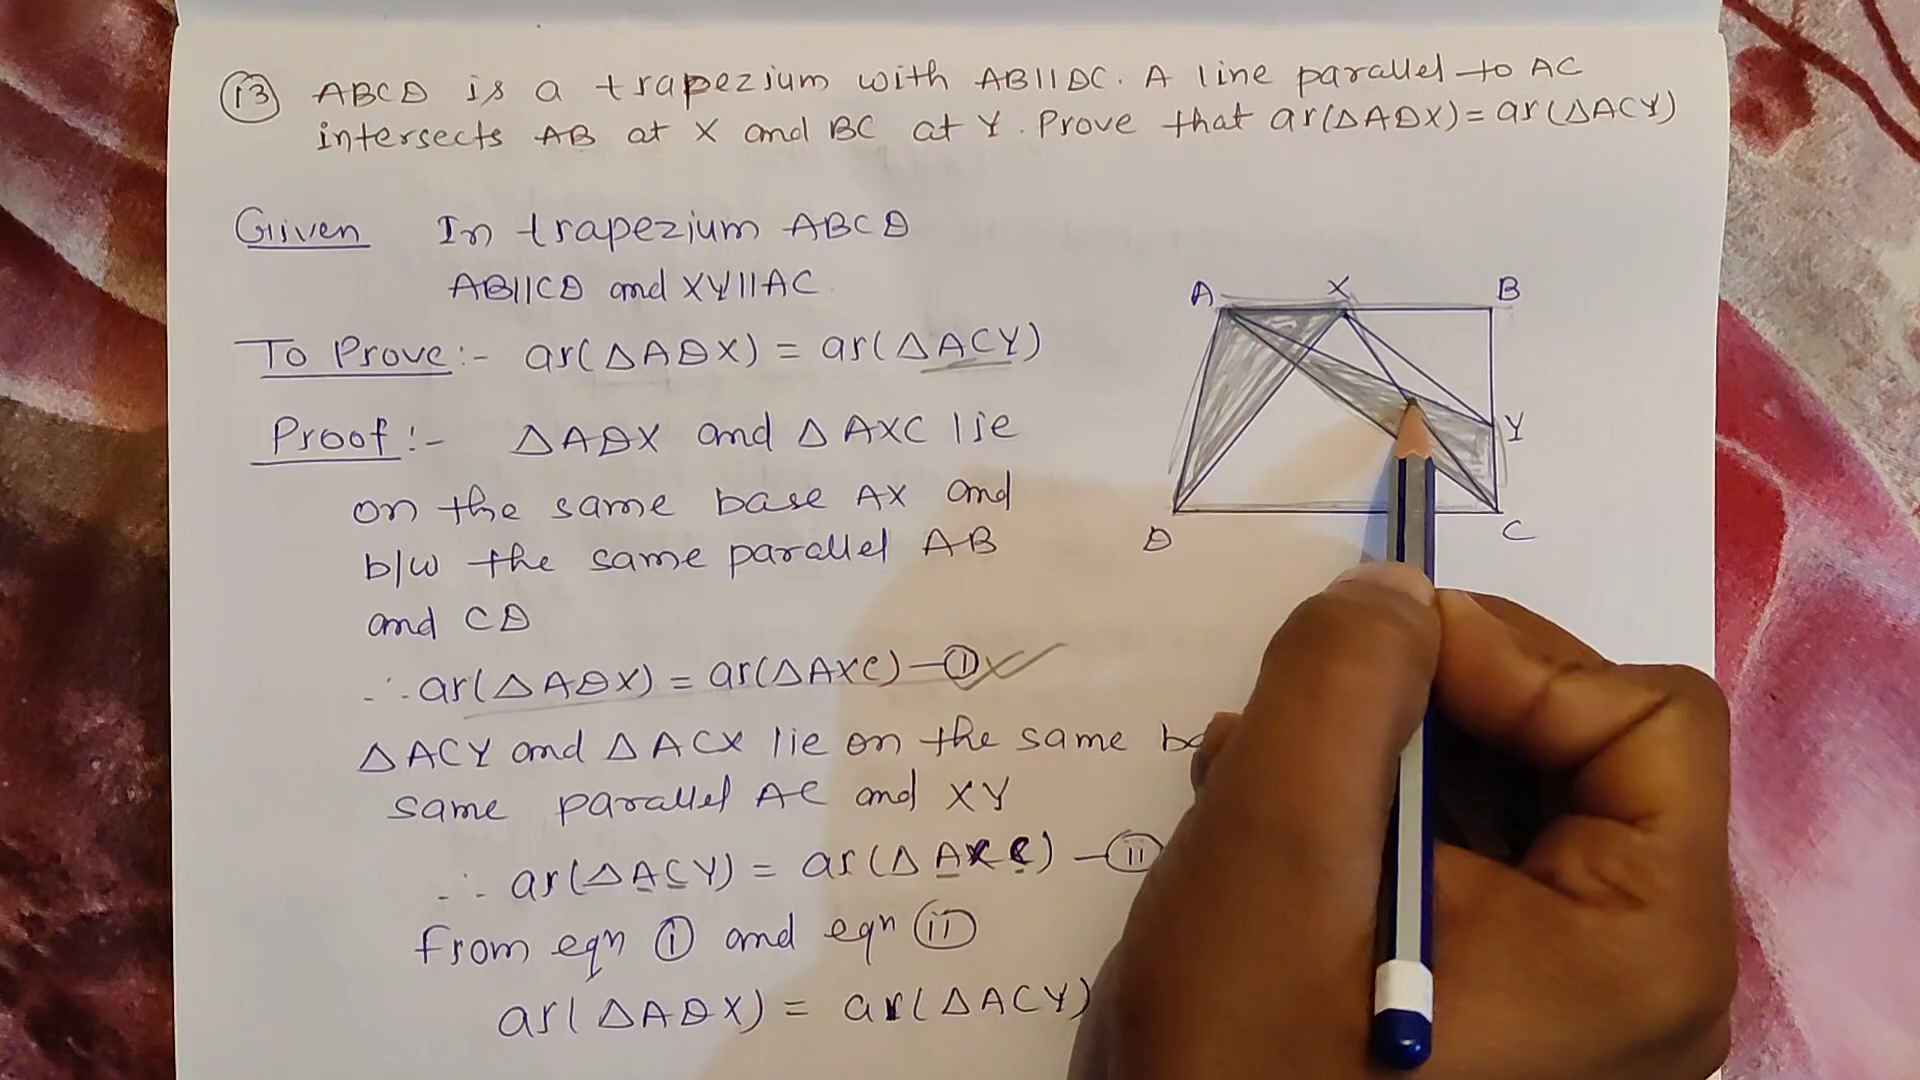 13 ABCD is a trapezium with AB||DC. A line parallel to AC
intersects AB at X and BC at Y. Prove that ar(△ADX)=ar(△ACY)
Given In trapezium ABCD
AB||CD and XY||AC
To Prove:- ar(△ADX) = ar(△ACY)
Proof:- △ADX and △AXC lie
on the same base AX and
b/w the same parallel AB
and CD
∴ ar(△ADX) = ar(△AXC) — (i)
△ACY and △ACX lie on the same
same parallel AC and XY
∴ ar(△ACY) = ar(△AXC) — (ii)
from eqn (i) and eqn (ii)
ar(△ADX) = ar(△ACY)
A X B
Y
D C